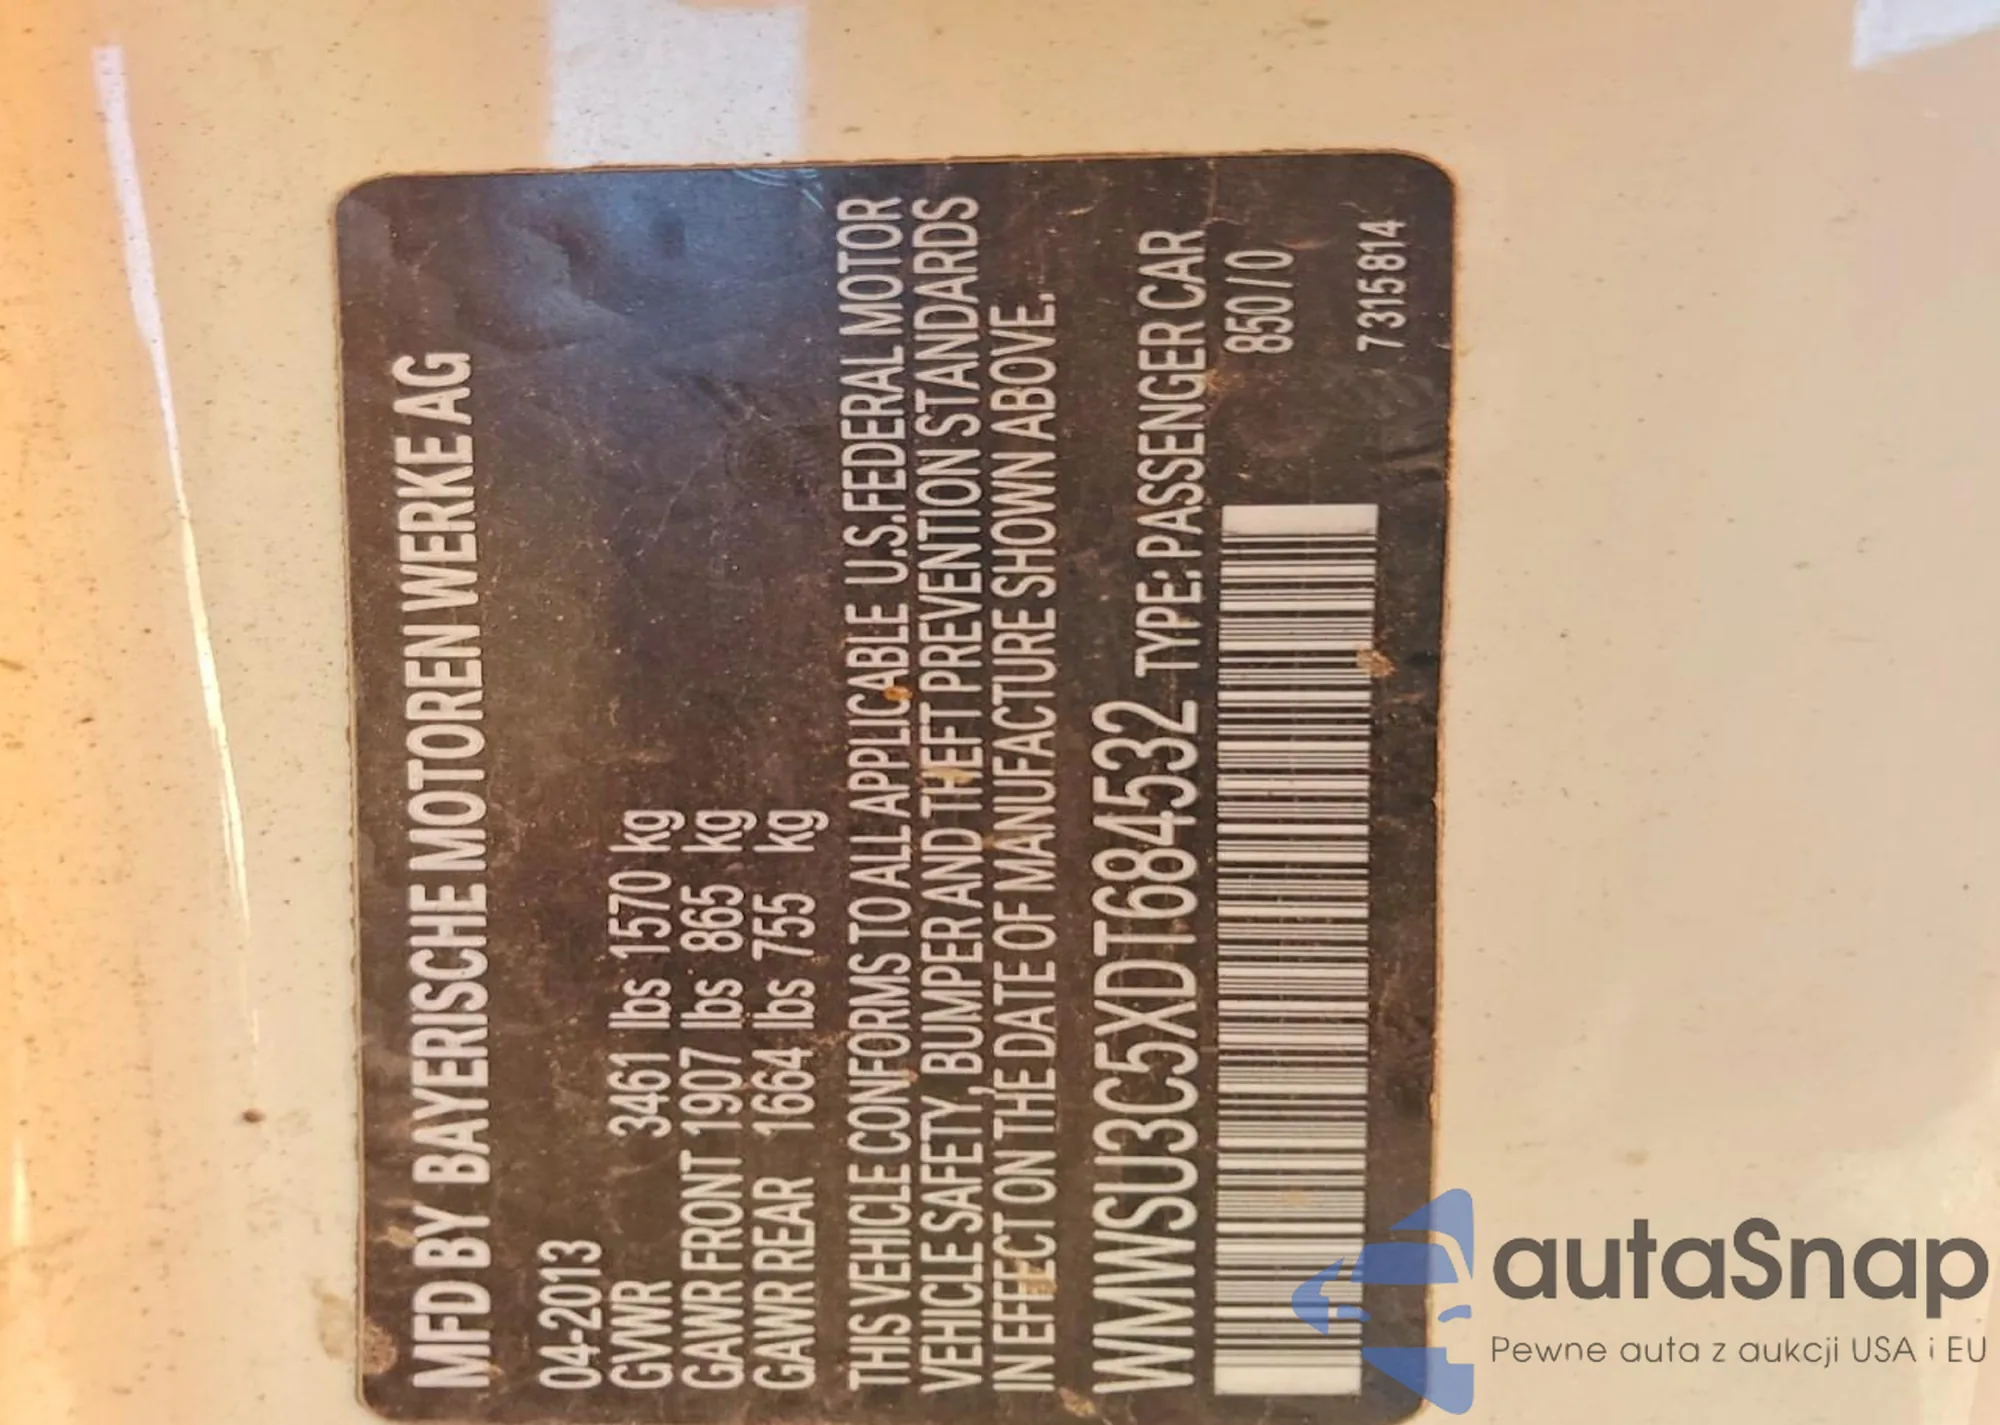 MFD BY BAYERISCHE MOTOREN WERKE AG
04-2013
GVWR 3461 lbs 1570 kg
GAWR FRONT 1907 lbs 865 kg
GAWR REAR 1664 lbs 755 kg
THIS VEHICLE CONFORMS TO ALL APPLICABLE U.S.FEDERAL MOTOR
VEHICLE SAFETY, BUMPER AND THEFT PREVENTION STANDARDS
IN EFFECT ON THE DATE OF MANUFACTURE SHOWN ABOVE.
WMWSU3C5XDT684532 TYPE: PASSENGER CAR
850 / 0
7 315 814
autaSnap
Pewne auta z aukcji USA i EU